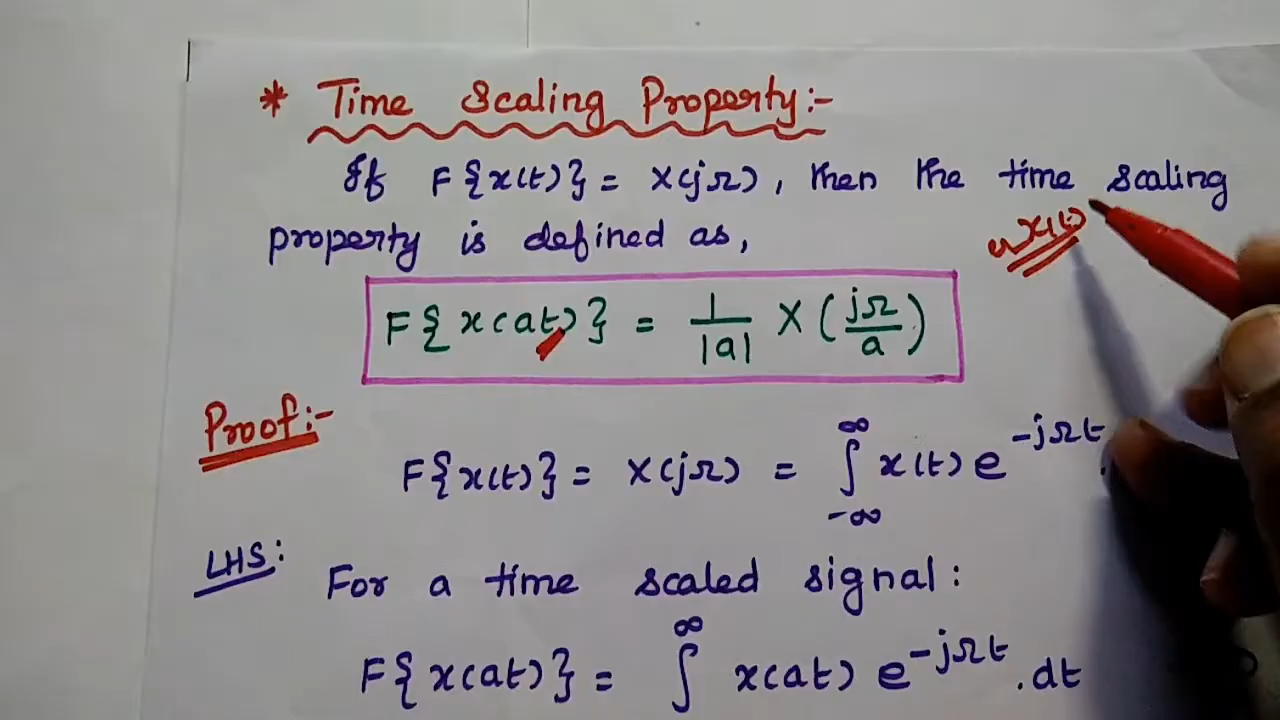 * Time Scaling Property:-
If F{x(t)} = X(jΩ), then the time scaling
property is defined as,
x(t)
F{x(at)} = 1/|a| X(jΩ/a)
Proof:-
F{x(t)} = X(jΩ) = ∫_{-∞}^{∞} x(t) e^{-jΩt} .
LHS:
For a time scaled signal:
F{x(at)} = ∫^{∞} x(at) e^{-jΩt} .dt